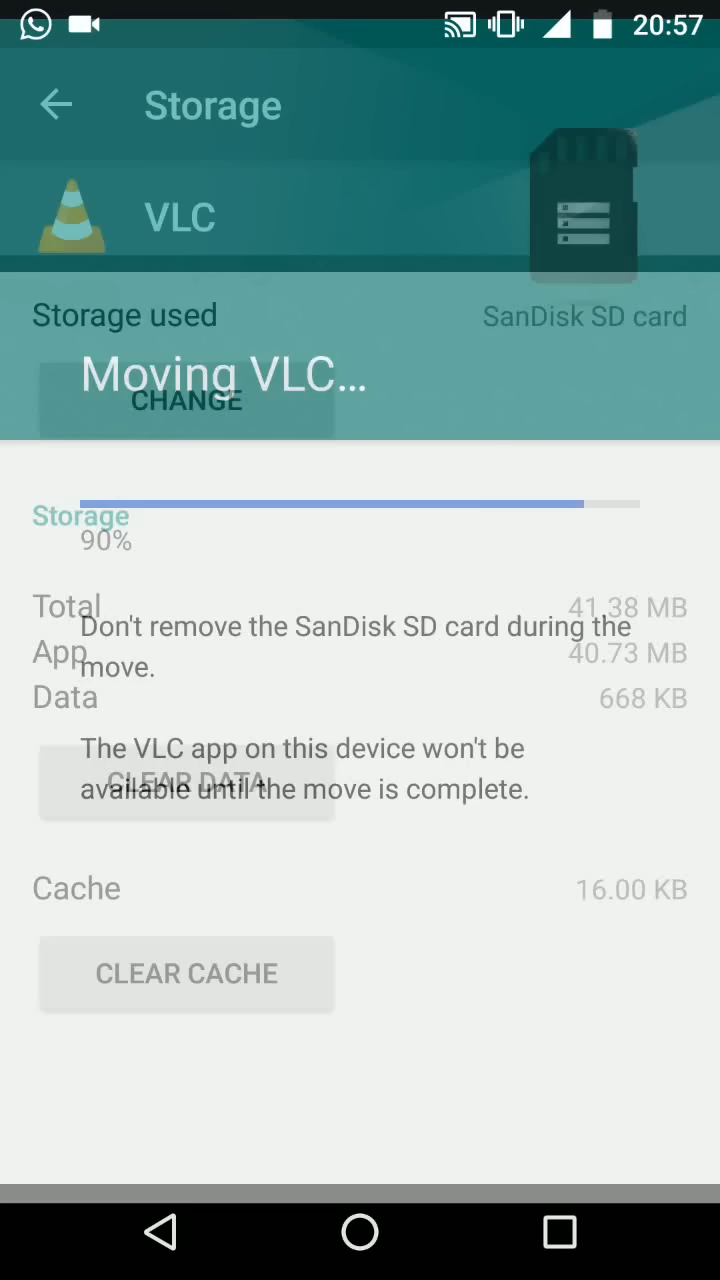 20:57
Storage
VLC
Storage used
SanDisk SD card
Moving VLC...
CHANGE
Storage
90%
Total
41.38 MB
Don't remove the SanDisk SD card during the
App
40.73 MB
move.
Data
668 KB
The VLC app on this device won't be
CLEAR DATA
available until the move is complete.
Cache
16.00 KB
CLEAR CACHE